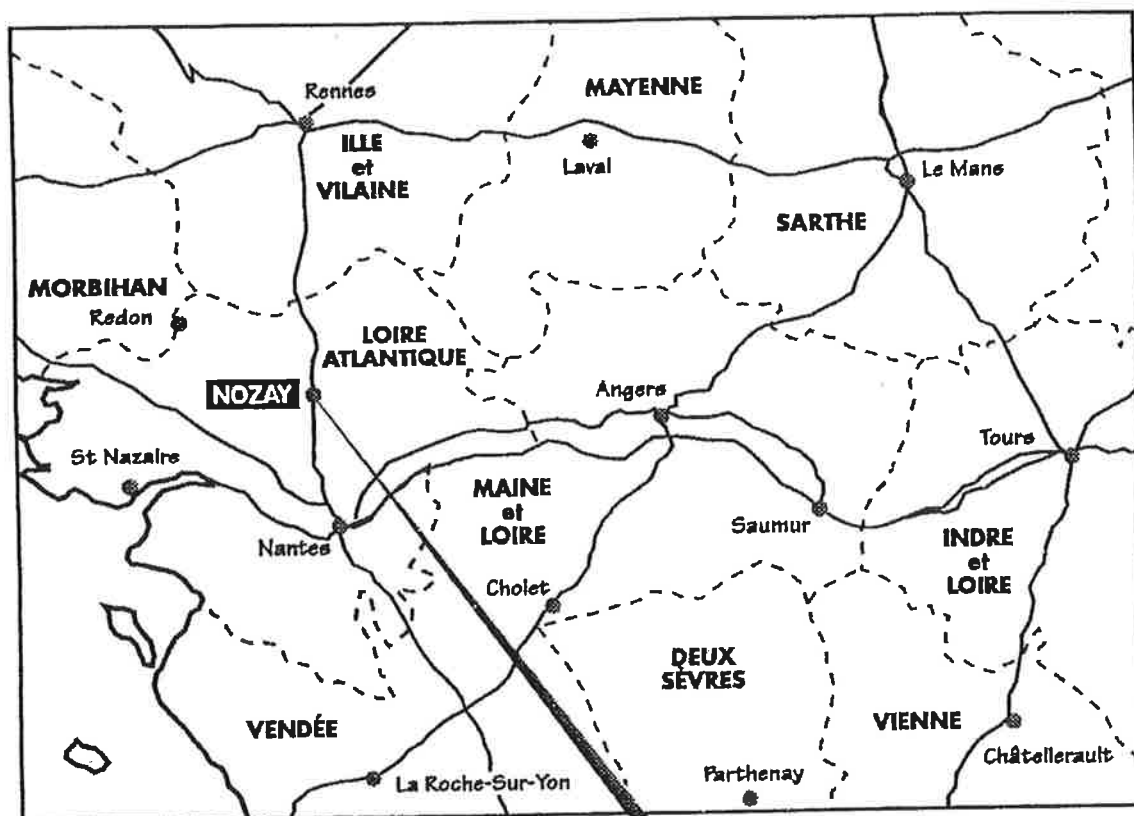 Rennes
MAYENNE
ILLE
et
VILAINE
Laval
Le Mans
SARTHE
MORBIHAN
Redon
LOIRE
ATLANTIQUE
NOZAY
Angers
St Nazaire
Tours
MAINE
et
LOIRE
Saumur
Nantes
INDRE
et
LOIRE
Cholet
DEUX
SÈVRES
VENDÉE
VIENNE
Châtellerault
La Roche-Sur-Yon
Parthenay